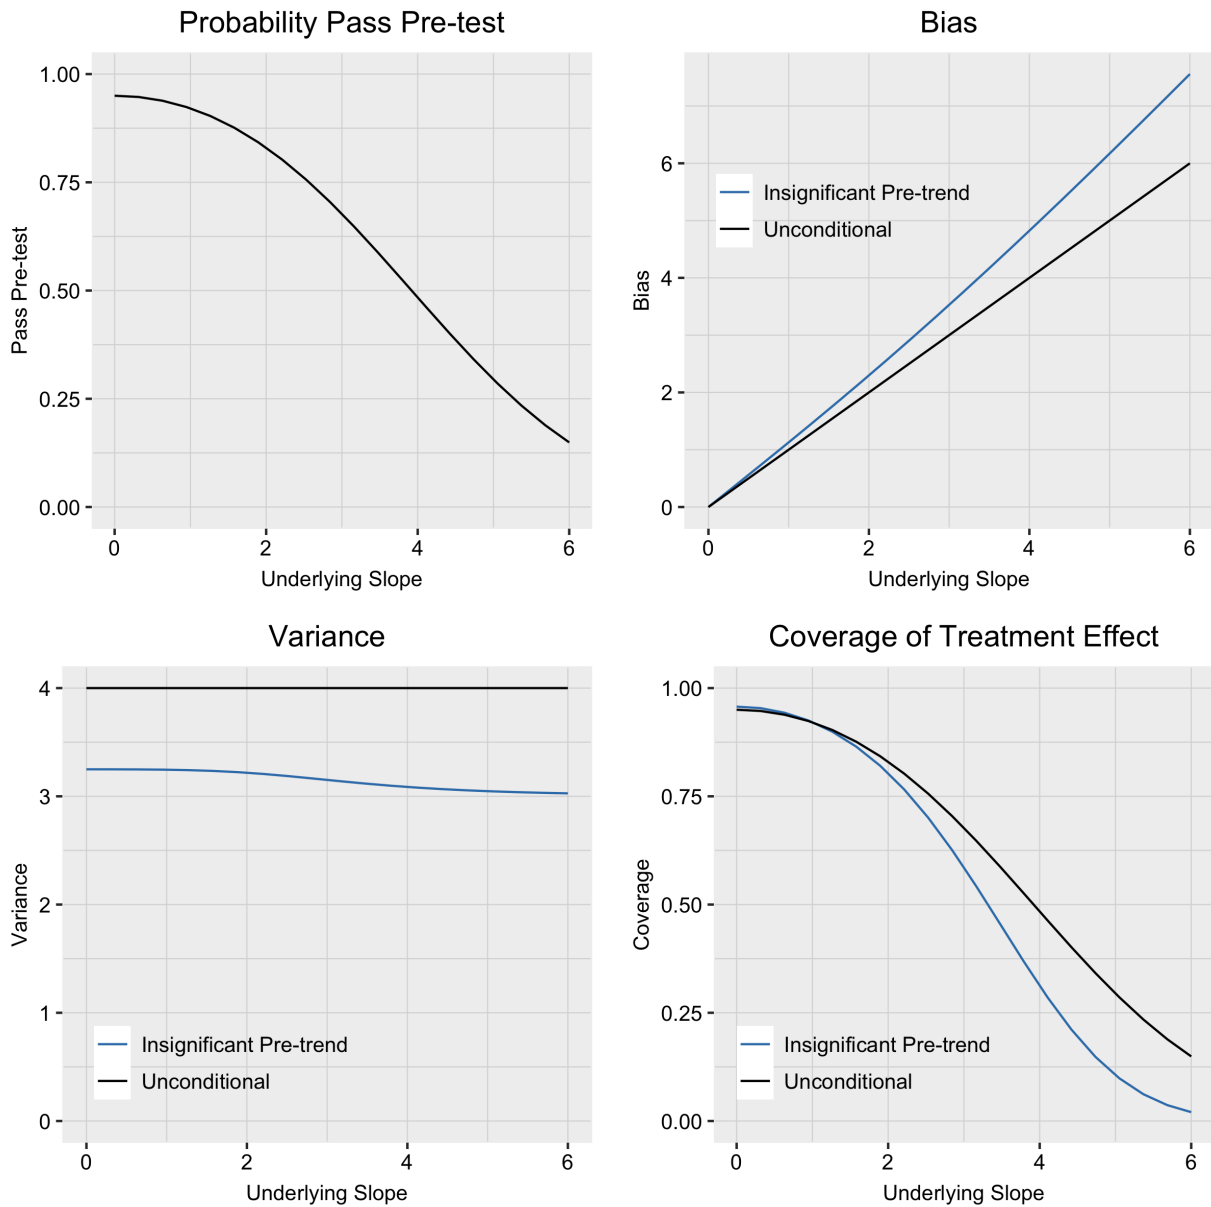 Probability Pass Pre-test
Pass Pre-test
1.00
0.75
0.50
0.25
0.00
0 2 4 6
Underlying Slope
Bias
Bias
6
4
2
0
Insignificant Pre-trend
Unconditional
0 2 4 6
Underlying Slope
Variance
Variance
4
3
2
1
0
Insignificant Pre-trend
Unconditional
0 2 4 6
Underlying Slope
Coverage of Treatment Effect
Coverage
1.00
0.75
0.50
0.25
0.00
Insignificant Pre-trend
Unconditional
0 2 4 6
Underlying Slope